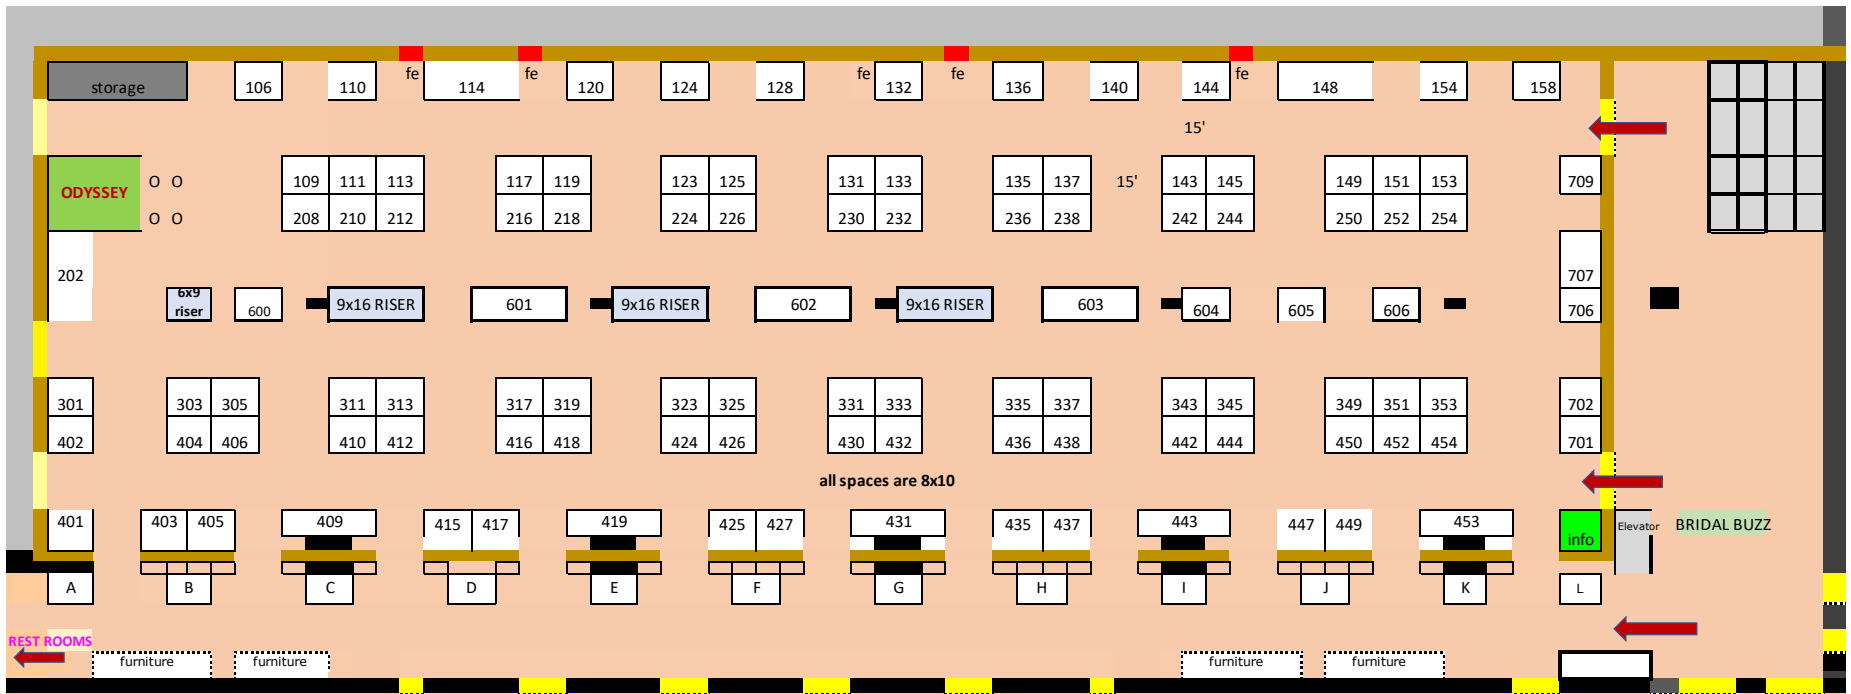 fe fe fe fe fe
storage 106 110 114 120 124 128 132 136 140 144 148 154 158
15'
ODYSSEY O O 109 111 113 117 119 123 125 131 133 135 137 15' 143 145 149 151 153 709
O O 208 210 212 216 218 224 226 230 232 236 238 242 244 250 252 254
202 707
6x9
riser 600 9x16 RISER 601 9x16 RISER 602 9x16 RISER 603 604 605 606 706
301 303 305 311 313 317 319 323 325 331 333 335 337 343 345 349 351 353 702
402 404 406 410 412 416 418 424 426 430 432 436 438 442 444 450 452 454 701
all spaces are 8x10
401 403 405 409 415 417 419 425 427 431 435 437 443 447 449 453 Elevator BRIDAL BUZZ
info
A B C D E F G H I J K L
REST ROOMS
furniture furniture furniture furniture